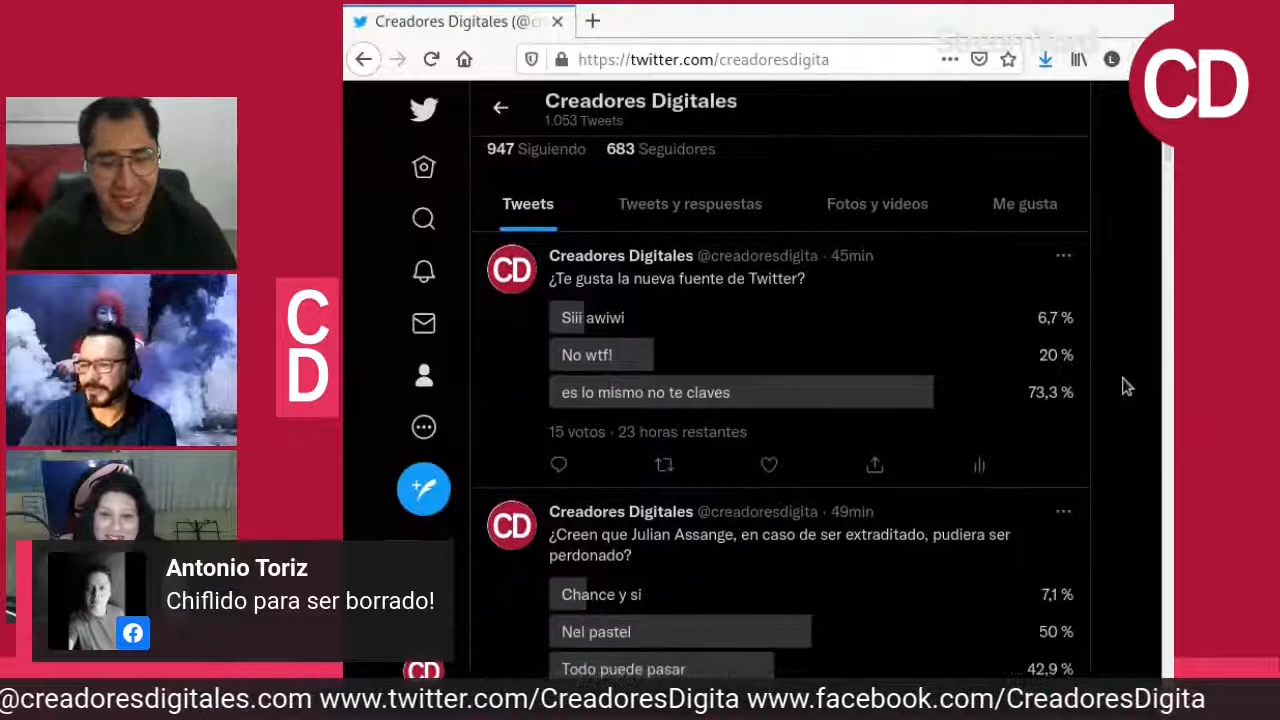 Creadores Digitales (@c
https://twitter.com/creadoresdigita
StreamYard
CD
Creadores Digitales
1.053 Tweets
947 Siguiendo 683 Seguidores
Tweets Tweets y respuestas Fotos y videos Me gusta
CD
Creadores Digitales @creadoresdigita · 45min
¿Te gusta la nueva fuente de Twitter?
Siii awiwi 6,7 %
No wtf! 20 %
es lo mismo no te claves 73,3 %
15 votos · 23 horas restantes
C
D
CD
Creadores Digitales @creadoresdigita · 49min
¿Creen que Julian Assange, en caso de ser extraditado, pudiera ser
perdonado?
Chance y si 7,1 %
Nel pastel 50 %
Todo puede pasar 42,9 %
Antonio Toriz
Chiflido para ser borrado!
CD
@creadoresdigitales.com www.twitter.com/CreadoresDigita www.facebook.com/CreadoresDigita